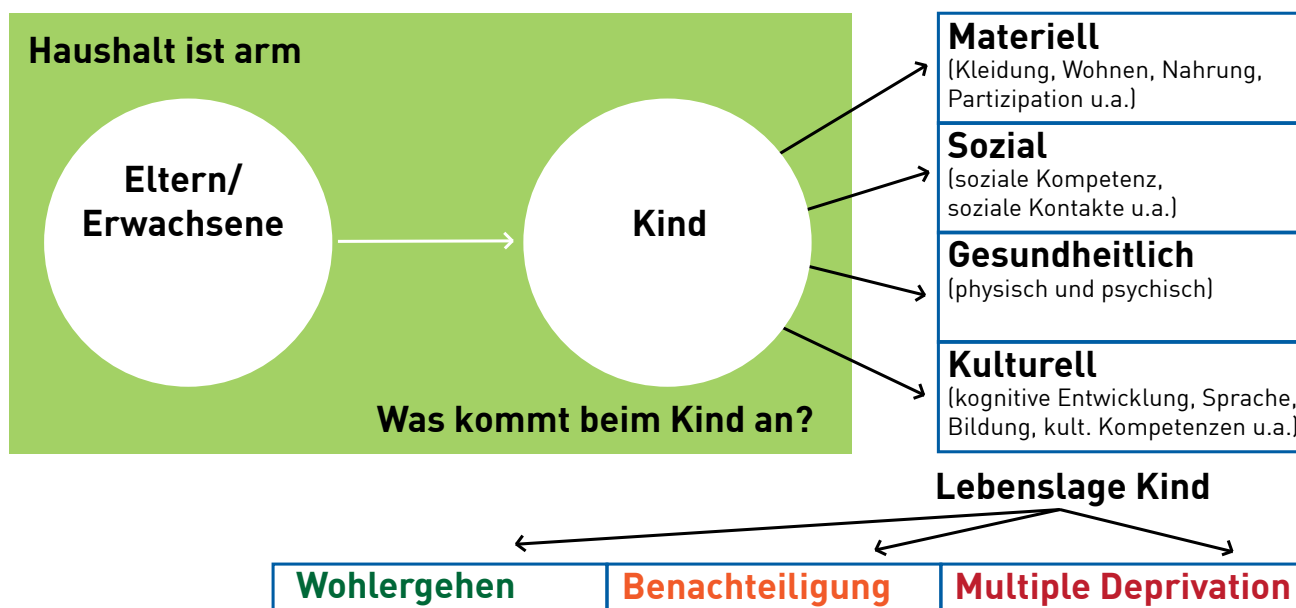 Haushalt ist arm
Eltern/
Erwachsene
Kind
Was kommt beim Kind an?
Materiell
(Kleidung, Wohnen, Nahrung,
Partizipation u.a.)
Sozial
(soziale Kompetenz,
soziale Kontakte u.a.)
Gesundheitlich
(physisch und psychisch)
Kulturell
(kognitive Entwicklung, Sprache,
Bildung, kult. Kompetenzen u.a.)
Lebenslage Kind
Wohlergehen
Benachteiligung
Multiple Deprivation